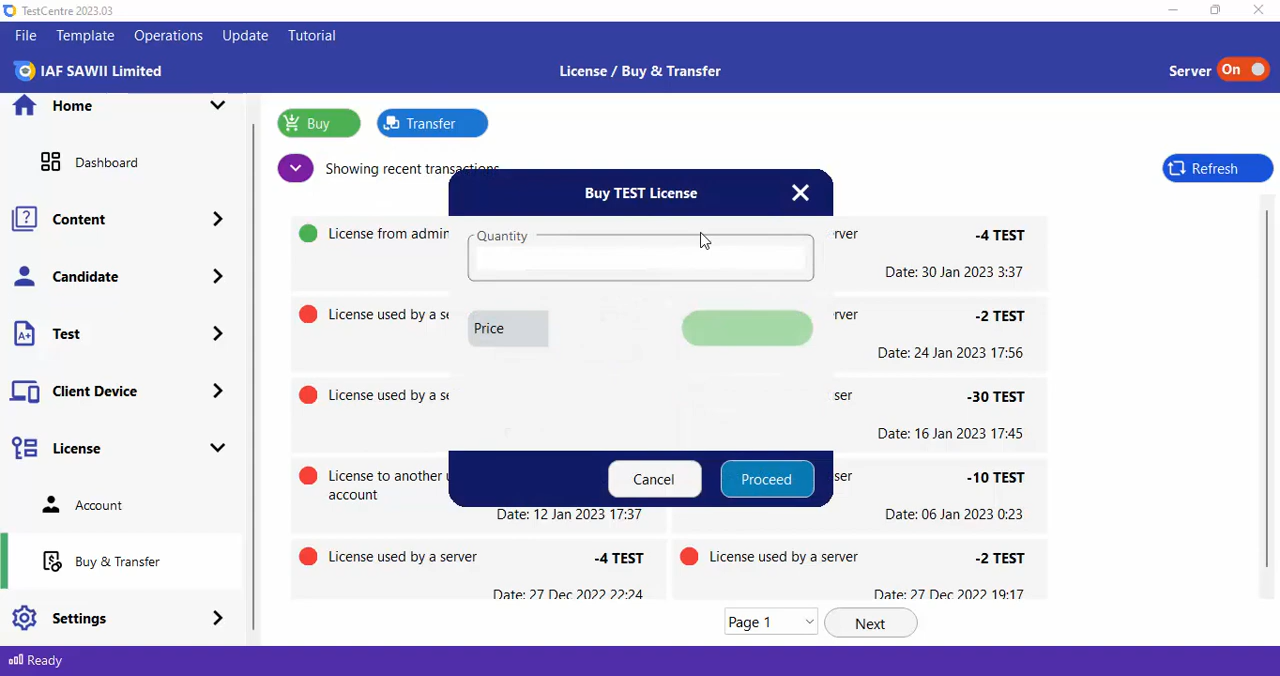 TestCentre 2023.03
File Template Operations Update Tutorial
IAF SAWII Limited
License / Buy & Transfer
Server On
Home
Dashboard
Content
Candidate
Test
Client Device
License
Account
Buy & Transfer
Settings
Ready
Buy
Transfer
Showing recent transactions
Refresh
License from admin
rver
-4 TEST
Date: 30 Jan 2023 3:37
License used by a se
rver
-2 TEST
Date: 24 Jan 2023 17:56
License used by a se
ser
-30 TEST
Date: 16 Jan 2023 17:45
License to another u
account
Date: 12 Jan 2023 17:37
ser
-10 TEST
Date: 06 Jan 2023 0:23
License used by a server
-4 TEST
Date: 27 Dec 2022 22:24
License used by a server
-2 TEST
Date: 27 Dec 2022 19:17
Page 1
Next
Buy TEST License
Quantity
Price
Cancel
Proceed